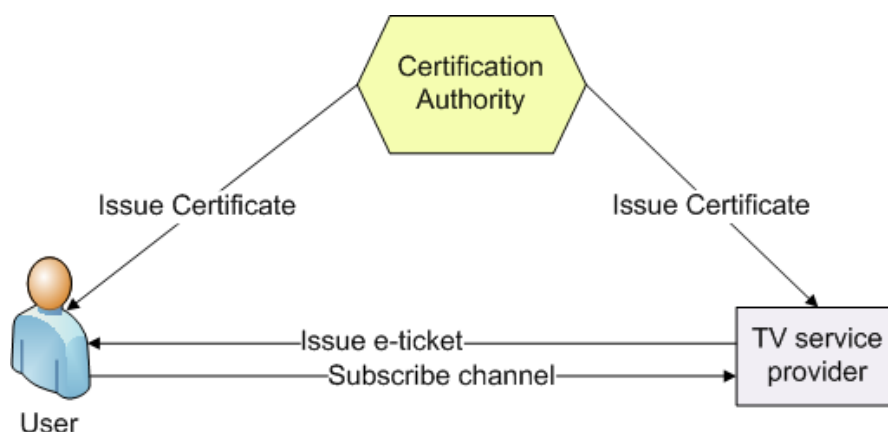 Certification
Authority
Issue Certificate
Issue Certificate
Issue e-ticket
TV service
provider
Subscribe channel
User